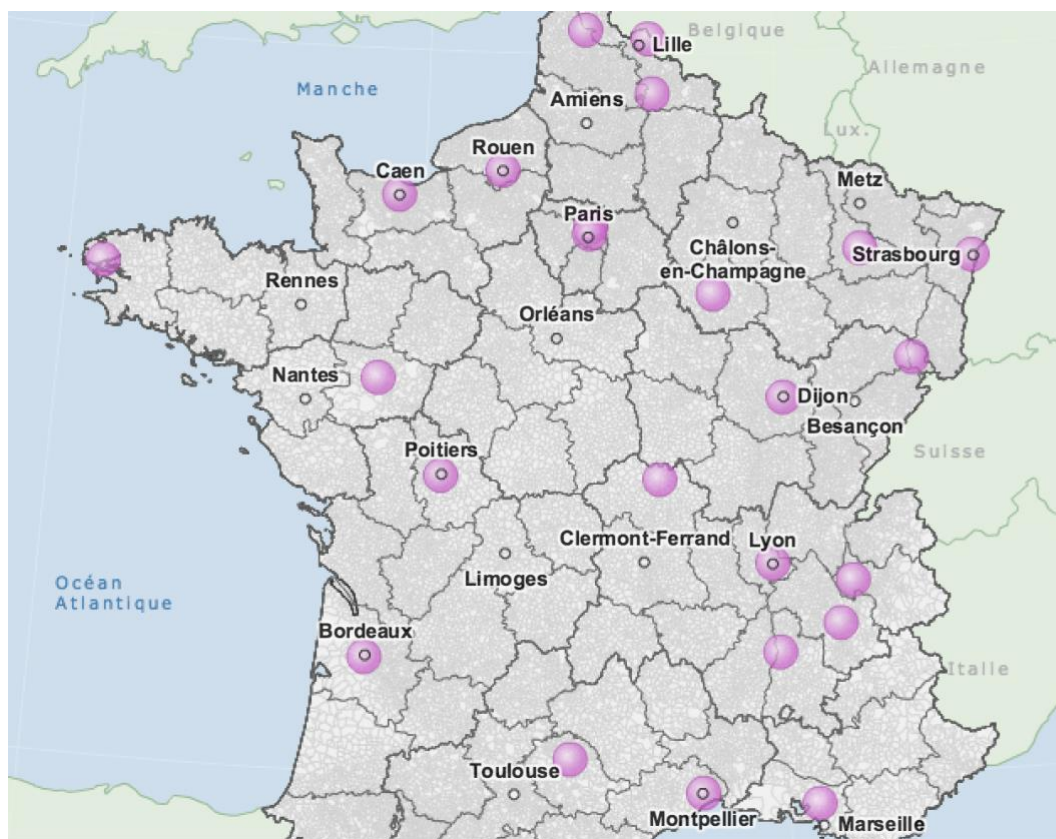 Belgique
Lille
Allemagne
Manche
Amiens
Lux.
Rouen
Caen
Metz
Paris
Châlons-
en-Champagne
Strasbourg
Rennes
Orléans
Nantes
Dijon
Besançon
Poitiers
Suisse
Clermont-Ferrand
Lyon
Limoges
Océan
Atlantique
Bordeaux
Italie
Toulouse
Montpellier
Marseille